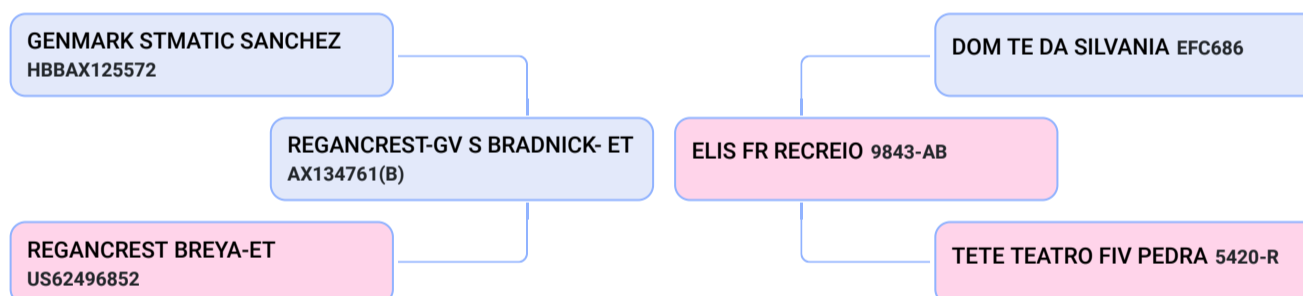 GENMARK STMATIC SANCHEZ
HBBAX125572
DOM TE DA SILVANIA EFC686
REGANCREST-GV S BRADNICK- ET
AX134761(B)
ELIS FR RECREIO 9843-AB
REGANCREST BREYA-ET
US62496852
TETE TEATRO FIV PEDRA 5420-R